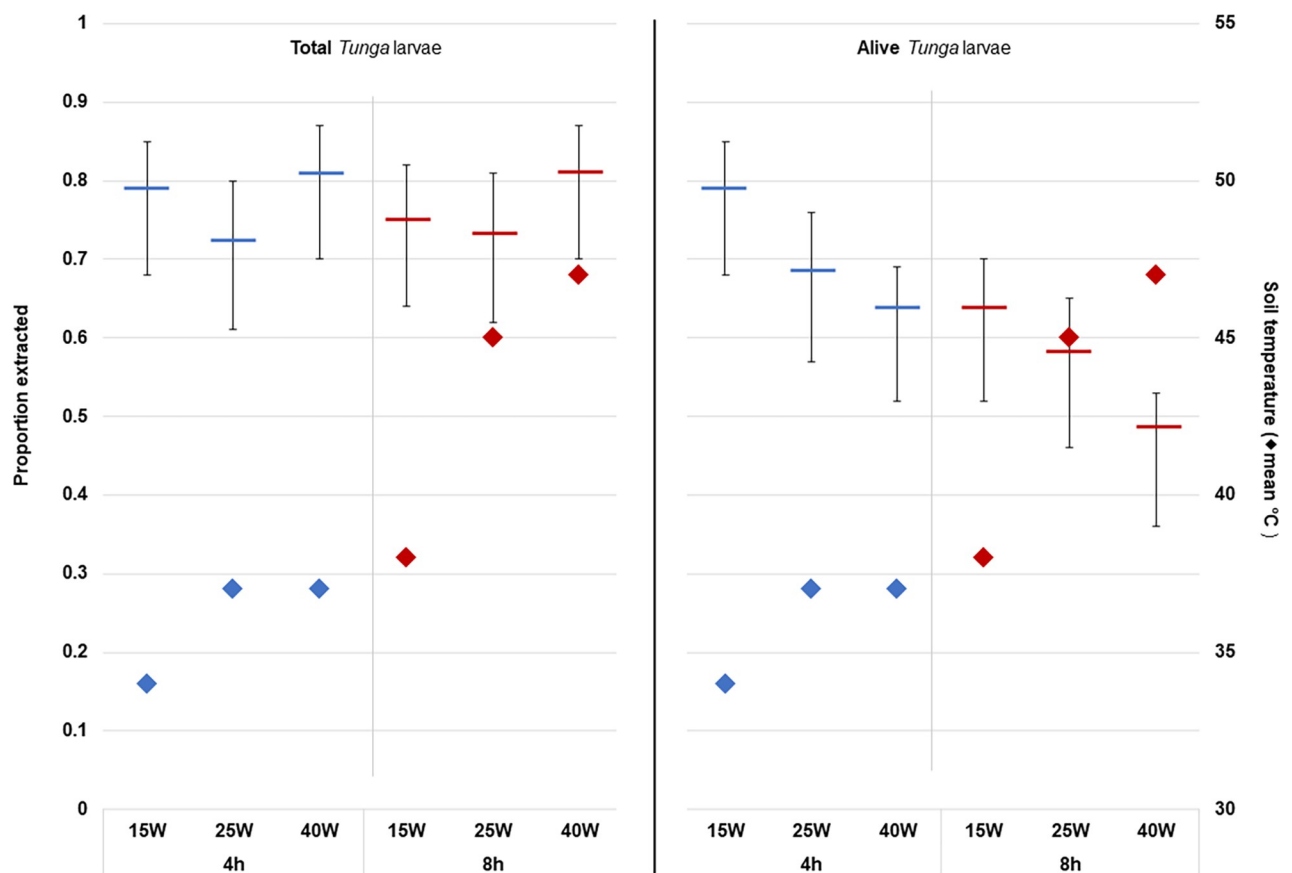 Total Tunga larvae
Alive Tunga larvae
Proportion extracted
1
0.9
0.8
0.7
0.6
0.5
0.4
0.3
0.2
0.1
0
55
50
45
40
35
30
Soil temperature (◆mean °C)
15W 25W 40W 15W 25W 40W
4h 8h
15W 25W 40W 15W 25W 40W
4h 8h